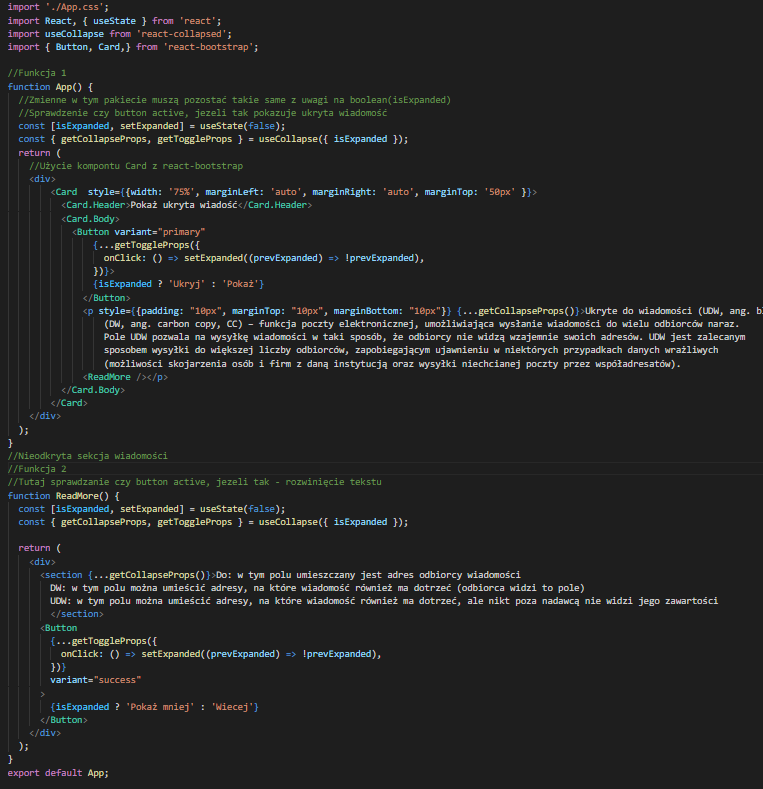 import './App.css';
import React, { useState } from 'react';
import useCollapse from 'react-collapsed';
import { Button, Card,} from 'react-bootstrap';
//Funkcja 1
function App() {
//Zmienne w tym pakiecie muszą pozostać takie same z uwagi na boolean(isExpanded)
//Sprawdzenie czy button active, jezeli tak pokazuje ukryta wiadomość
const [isExpanded, setExpanded] = useState(false);
const { getCollapseProps, getToggleProps } = useCollapse({ isExpanded });
return (
//Użycie kompontu Card z react-bootstrap
<div>
<Card  style={{width: '75%', marginLeft: 'auto', marginRight: 'auto', marginTop: '50px' }}>
<Card.Header>Pokaż ukryta wiadość</Card.Header>
<Card.Body>
<Button variant="primary"
{...getToggleProps({
onClick: () => setExpanded((prevExpanded) => !prevExpanded),
})}>
{isExpanded ? 'Ukryj' : 'Pokaż'}
</Button>
<p style={{padding: "10px", marginTop: "10px", marginBottom: "10px"}} {...getCollapseProps()}>Ukryte do wiadomości (UDW, ang.
(DW, ang. carbon copy, CC) – funkcja poczty elektronicznej, umożliwiająca wysłanie wiadomości do wielu odbiorców naraz.
Pole UDW pozwala na wysyłkę wiadomości w taki sposób, że odbiorcy nie widzą wzajemnie swoich adresów. UDW jest zalecanym
sposobem wysyłki do większej liczby odbiorców, zapobiegającym ujawnieniu w niektórych przypadkach danych wrażliwych
(możliwości skojarzenia osób i firm z daną instytucją oraz wysyłki niechcianej poczty przez współadresatów).
<ReadMore /></p>
</Card.Body>
</Card>
</div>
);
}
//Nieodkryta sekcja wiadomości
//Funkcja 2
//Tutaj sprawdzanie czy button active, jezeli tak - rozwinięcie tekstu
function ReadMore() {
const [isExpanded, setExpanded] = useState(false);
const { getCollapseProps, getToggleProps } = useCollapse({ isExpanded });
return (
<div>
<section {...getCollapseProps()}>Do: w tym polu umieszczany jest adres odbiorcy wiadomości
DW: w tym polu można umieścić adresy, na które wiadomość również ma dotrzeć (odbiorca widzi to pole)
UDW: w tym polu można umieścić adresy, na które wiadomość również ma dotrzeć, ale nikt poza nadawcą nie widzi jego zawartości
</section>
<Button
{...getToggleProps({
onClick: () => setExpanded((prevExpanded) => !prevExpanded),
})}
variant="success"
>
{isExpanded ? 'Pokaż mniej' : 'Wiecej'}
</Button>
</div>
);
}
export default App;